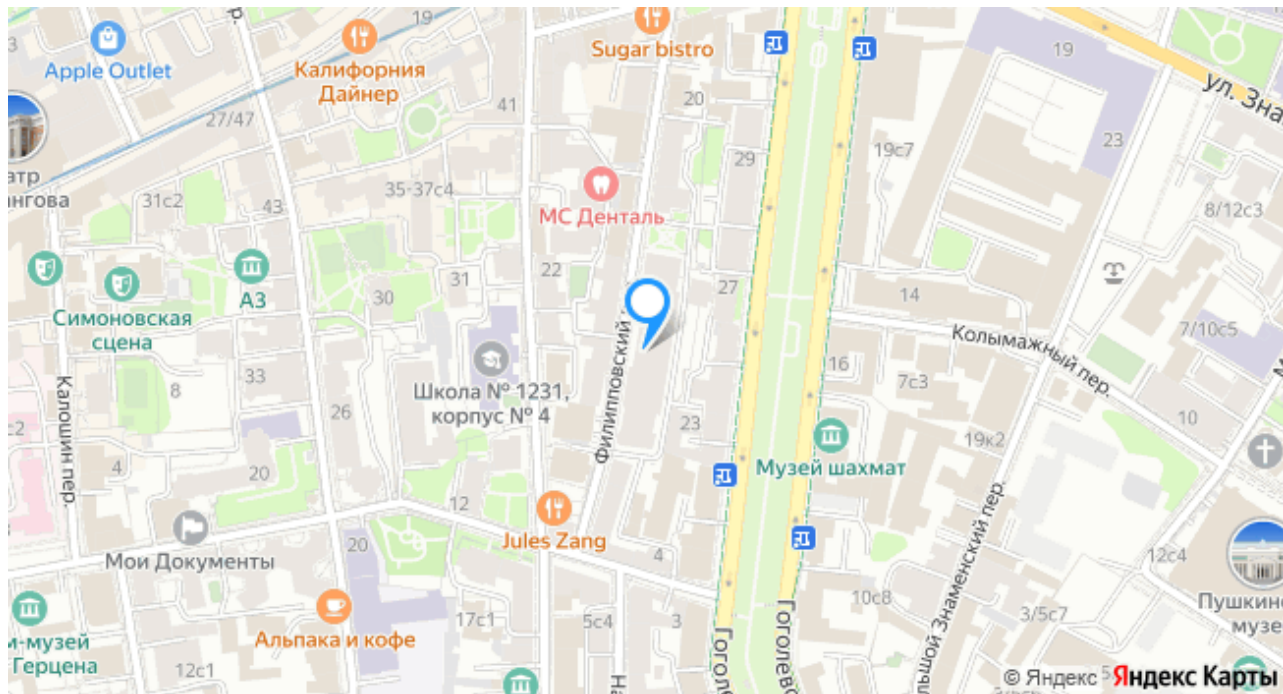 19
Sugar bistro
Apple Outlet
Калифорния
Дайнер
41
20
19
ул. Зна
23
27/47
29
19с7
атр
ангова
31с2
43
35-37с4
МС Денталь
8/12с3
22
31
А3
30
27
14
Симоновская
сцена
Колымажный пер.
7/10с5
Филипповский
Школа № 1231,
корпус № 4
8
33
26
16
7с3
10
Калошин пер.
с2
4
20
23
Музей шахмат
19к2
12
Jules Zang
Мои Документы
20
4
12с4
Большой Знаменский пер.
Пушкинс
музе
м-музей
Герцена
Альпака и кофе
17с1
5с4
3
10с8
3/5с7
12с1
Гогол
Гоголево
© Яндекс
Яндекс Карты